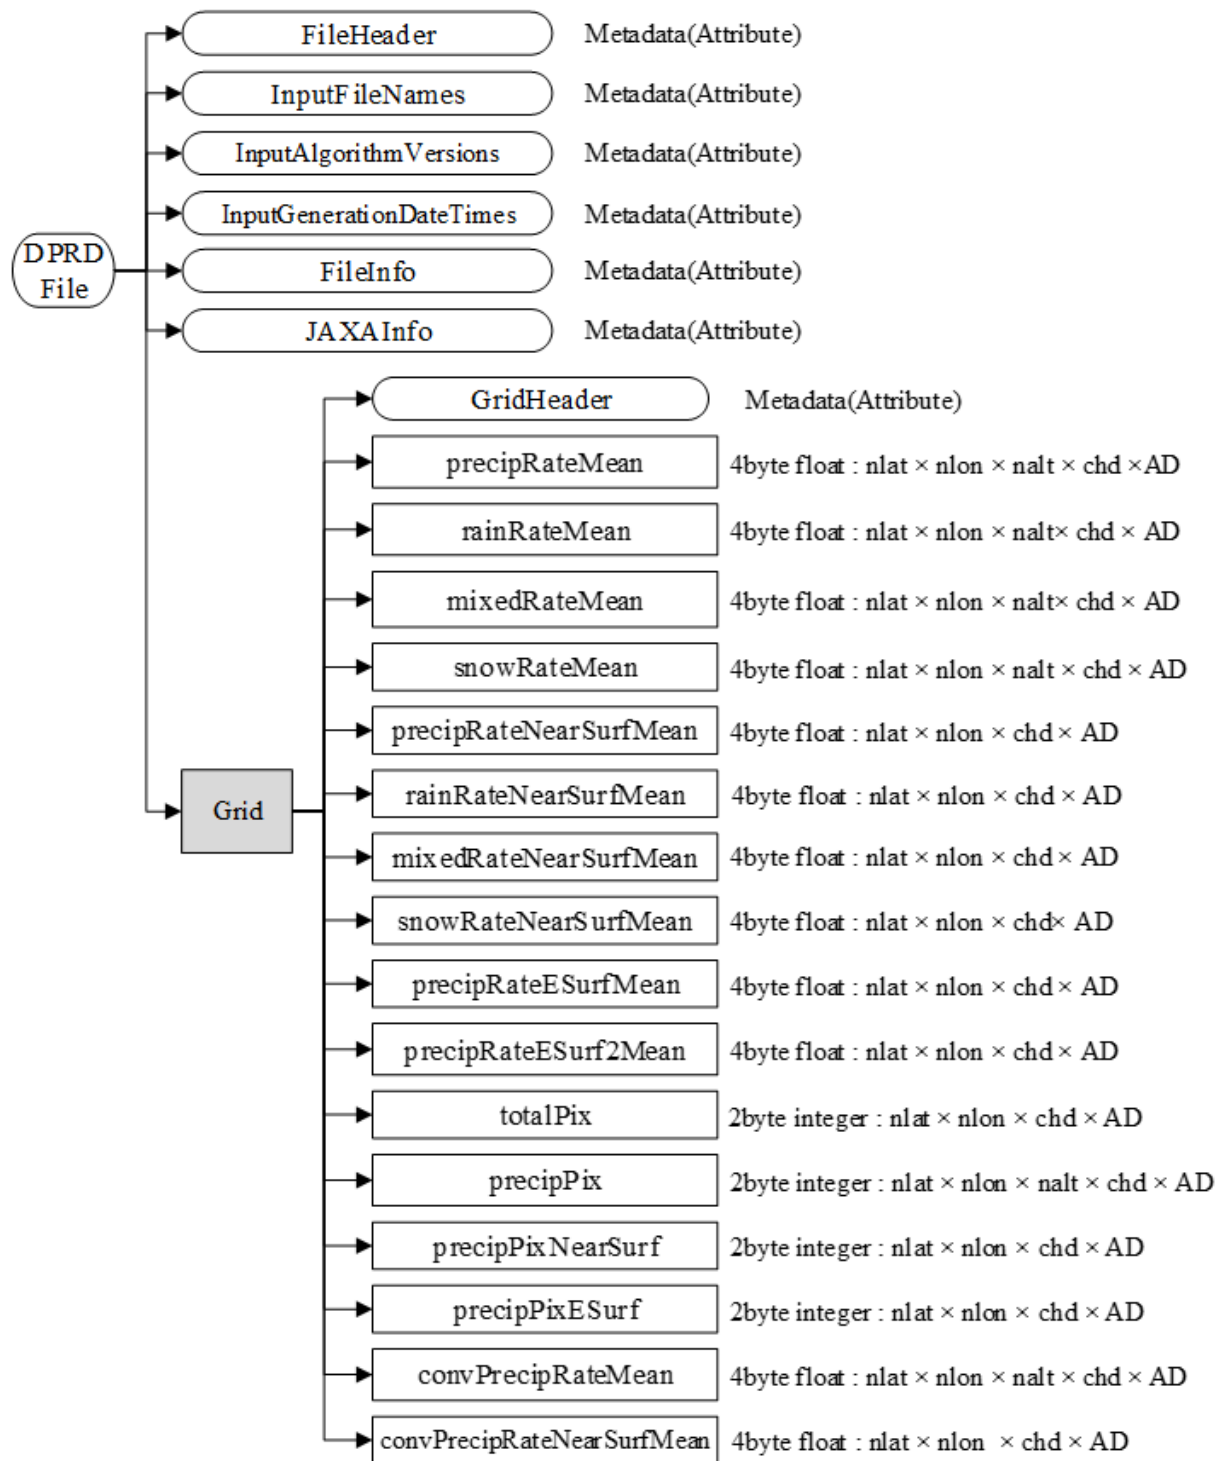 FileHeader Metadata(Attribute)
InputFileNames Metadata(Attribute)
InputAlgorithmVersions Metadata(Attribute)
InputGenerationDateTimes Metadata(Attribute)
DPRD
File
FileInfo Metadata(Attribute)
JAXAInfo Metadata(Attribute)
GridHeader Metadata(Attribute)
precipRateMean 4byte float : nlat × nlon × nalt × chd ×AD
rainRateMean 4byte float : nlat × nlon × nalt× chd × AD
mixedRateMean 4byte float : nlat × nlon × nalt× chd × AD
snowRateMean 4byte float : nlat × nlon × nalt × chd × AD
precipRateNearSurfMean 4byte float : nlat × nlon × chd × AD
Grid
rainRateNearSurfMean 4byte float : nlat × nlon × chd × AD
mixedRateNearSurfMean 4byte float : nlat × nlon × chd × AD
snowRateNearSurfMean 4byte float : nlat × nlon × chd× AD
precipRateESurfMean 4byte float : nlat × nlon × chd × AD
precipRateESurf2Mean 4byte float : nlat × nlon × chd × AD
totalPix 2byte integer : nlat × nlon × chd × AD
precipPix 2byte integer : nlat × nlon × nalt × chd × AD
precipPixNearSurf 2byte integer : nlat × nlon × chd × AD
precipPixESurf 2byte integer : nlat × nlon × chd × AD
convPrecipRateMean 4byte float : nlat × nlon × nalt × chd × AD
convPrecipRateNearSurfMean 4byte float : nlat × nlon × chd × AD